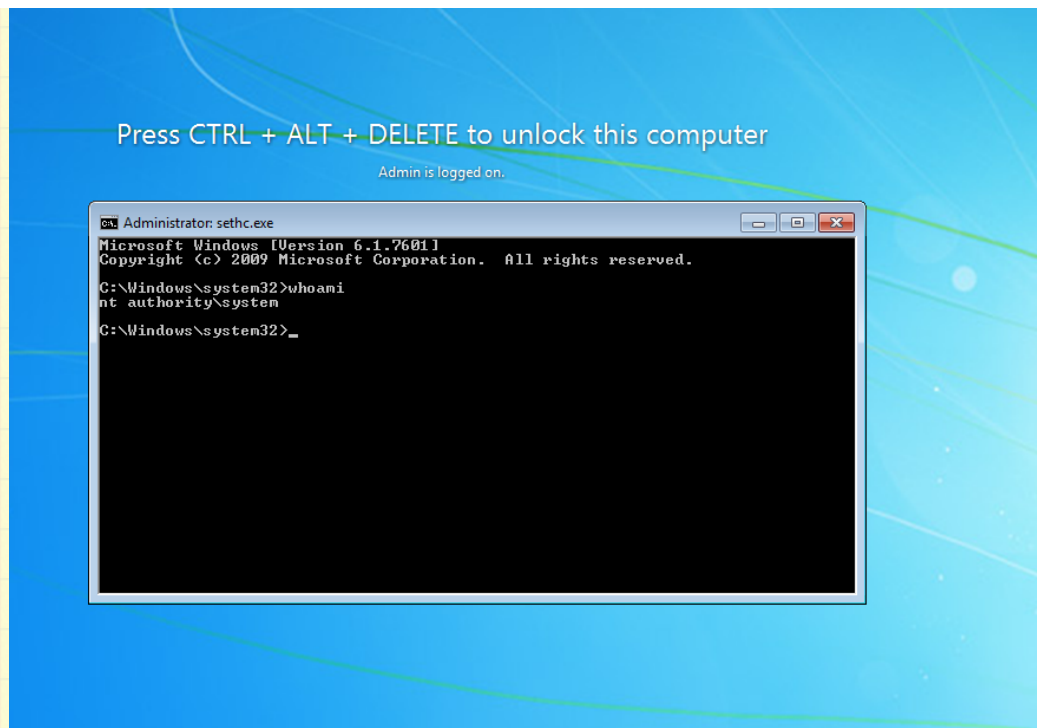 Press CTRL + ALT + DELETE to unlock this computer
Admin is logged on.
Administrator: sethc.exe
Microsoft Windows [Version 6.1.7601]
Copyright (c) 2009 Microsoft Corporation.  All rights reserved.
C:\Windows\system32>whoami
nt authority\system
C:\Windows\system32>_